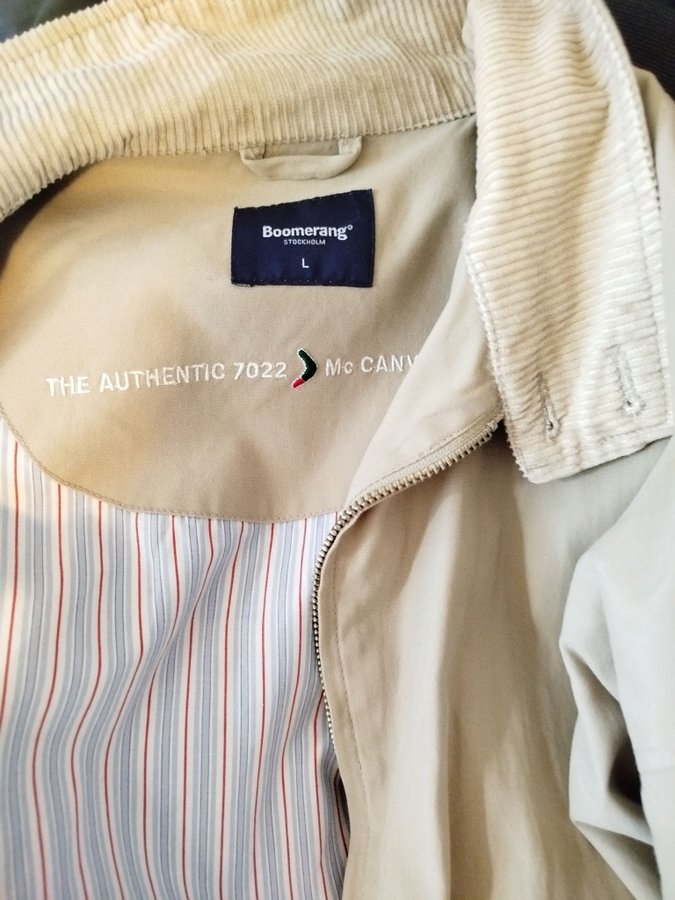 Boomerang®
STOCKHOLM
L
THE AUTHENTIC 7022 Mc